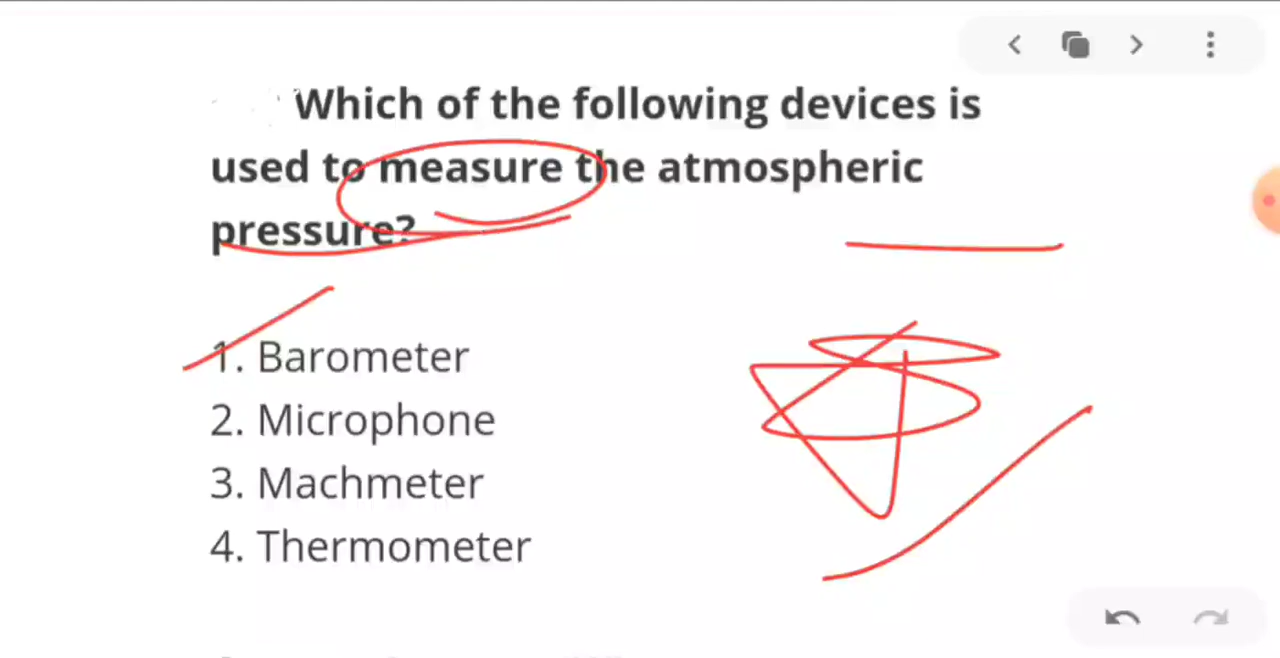 Which of the following devices is
used to measure the atmospheric
pressure?
1. Barometer
2. Microphone
3. Machmeter
4. Thermometer